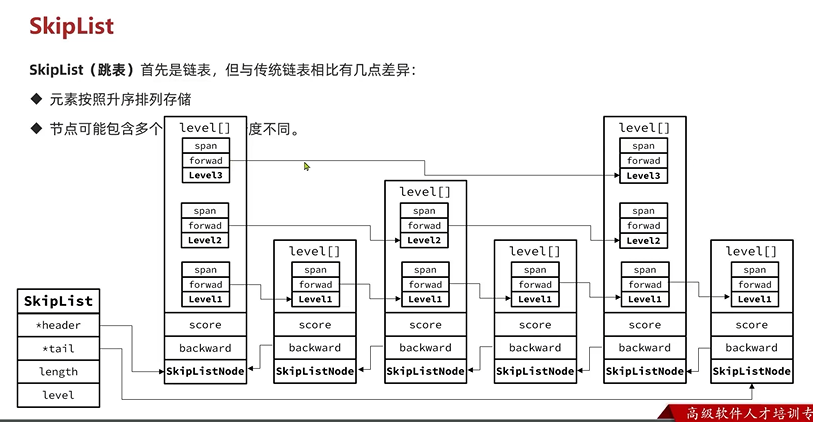 SkipList
SkipList（跳表）首先是链表，但与传统链表相比有几点差异：
◆ 元素按照升序排列存储
◆ 节点可能包含多个 度不同。
level[]
span
forwad
Level3
span
forwad
Level2
span
forwad
Level1
score
backward
SkipListNode
level[]
span
forwad
Level1
score
backward
SkipListNode
level[]
span
forwad
Level2
span
forwad
Level1
score
backward
SkipListNode
level[]
span
forwad
Level1
score
backward
SkipListNode
level[]
span
forwad
Level3
span
forwad
Level2
span
forwad
Level1
score
backward
SkipListNode
level[]
span
forwad
Level1
score
backward
SkipListNode
SkipList
*header
*tail
length
level
高级软件人才培训专